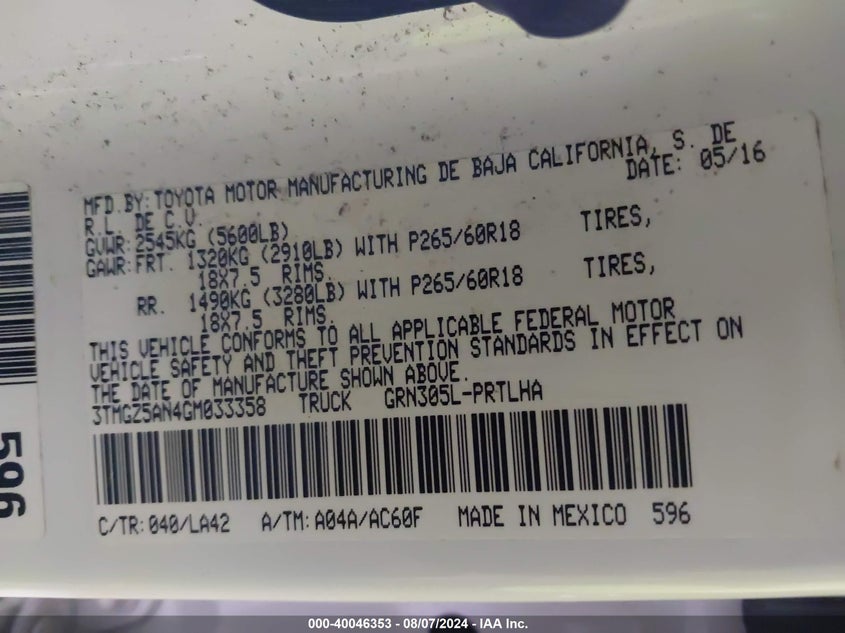 MFD.BY:TOYOTA MOTOR MANUFACTURING DE BAJA CALIFORNIA, S. DE
R.L. DE C.V. DATE: 05/16
GVWR:2545KG (5600LB)
GAWR:FRT. 1320KG (2910LB) WITH P265/60R18 TIRES,
18X7.5 RIMS.
RR. 1490KG (3280LB) WITH P265/60R18 TIRES,
18X7.5 RIMS.
THIS VEHICLE CONFORMS TO ALL APPLICABLE FEDERAL MOTOR
VEHICLE SAFETY AND THEFT PREVENTION STANDARDS IN EFFECT ON
THE DATE OF MANUFACTURE SHOWN ABOVE.
3TMGZ5AN4GM033358 TRUCK GRN305L-PRTLHA
C/TR:040/LA42 A/TM:A04A/AC60F MADE IN MEXICO 596
596
000-40046353 - 08/07/2024 - IAA Inc.